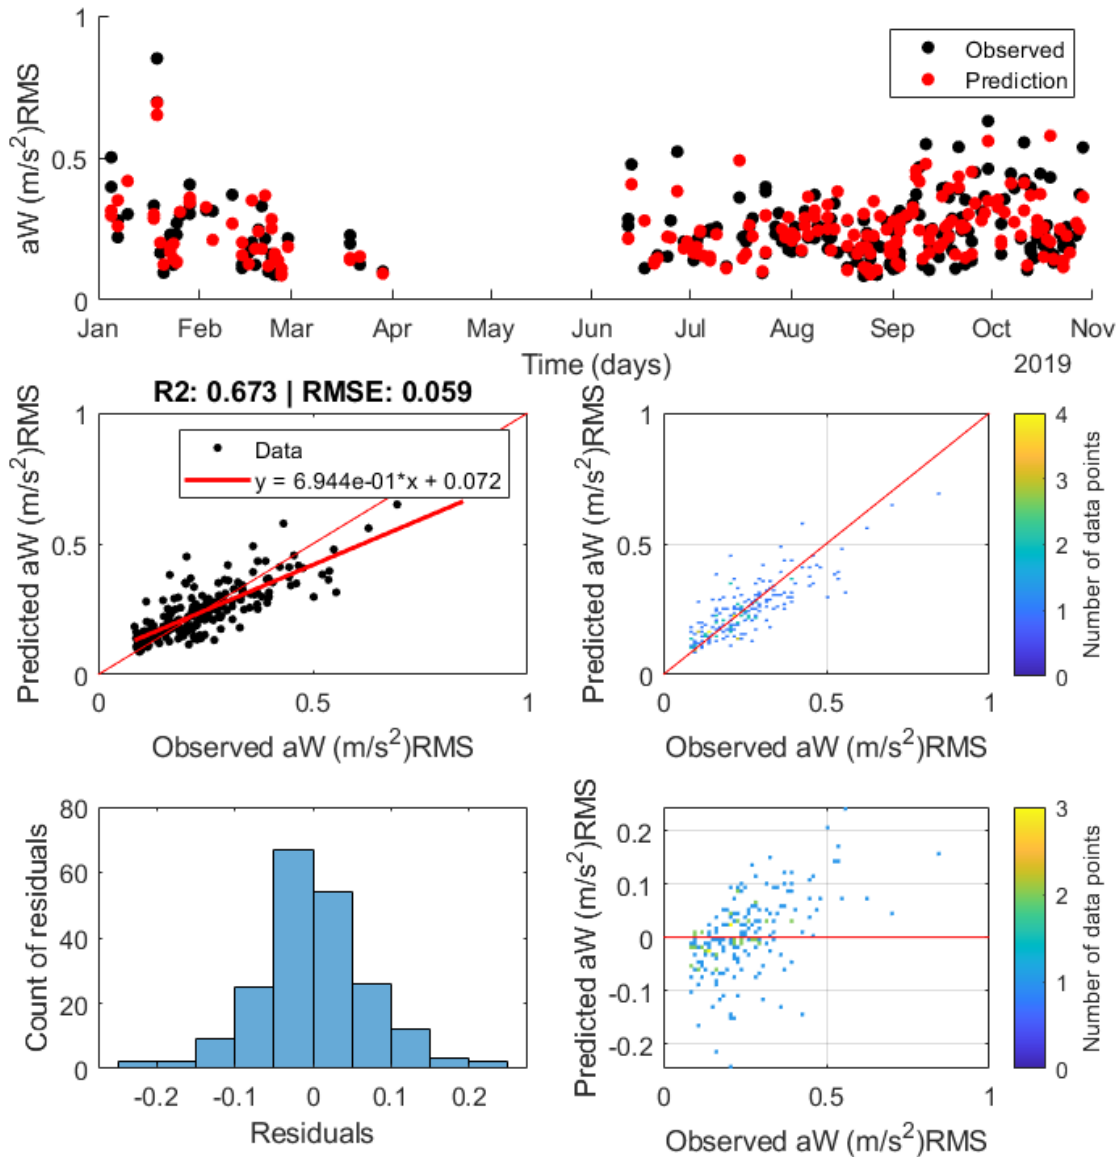 aW (m/s²)RMS
1
0.5
0
Observed
Prediction
Jan Feb Mar Apr May Jun Jul Aug Sep Oct Nov
Time (days)
2019
R2: 0.673 | RMSE: 0.059
Predicted aW (m/s²)RMS
1
0.5
0
Data
y = 6.944e-01*x + 0.072
0 0.5 1
Observed aW (m/s²)RMS
Predicted aW (m/s²)RMS
1
0.5
0
0 0.5 1
Observed aW (m/s²)RMS
4
3
2
1
0
Number of data points
Count of residuals
80
60
40
20
0
-0.2 -0.1 0 0.1 0.2
Residuals
Predicted aW (m/s²)RMS
0.2
0.1
0
-0.1
-0.2
0 0.5 1
Observed aW (m/s²)RMS
3
2
1
0
Number of data points